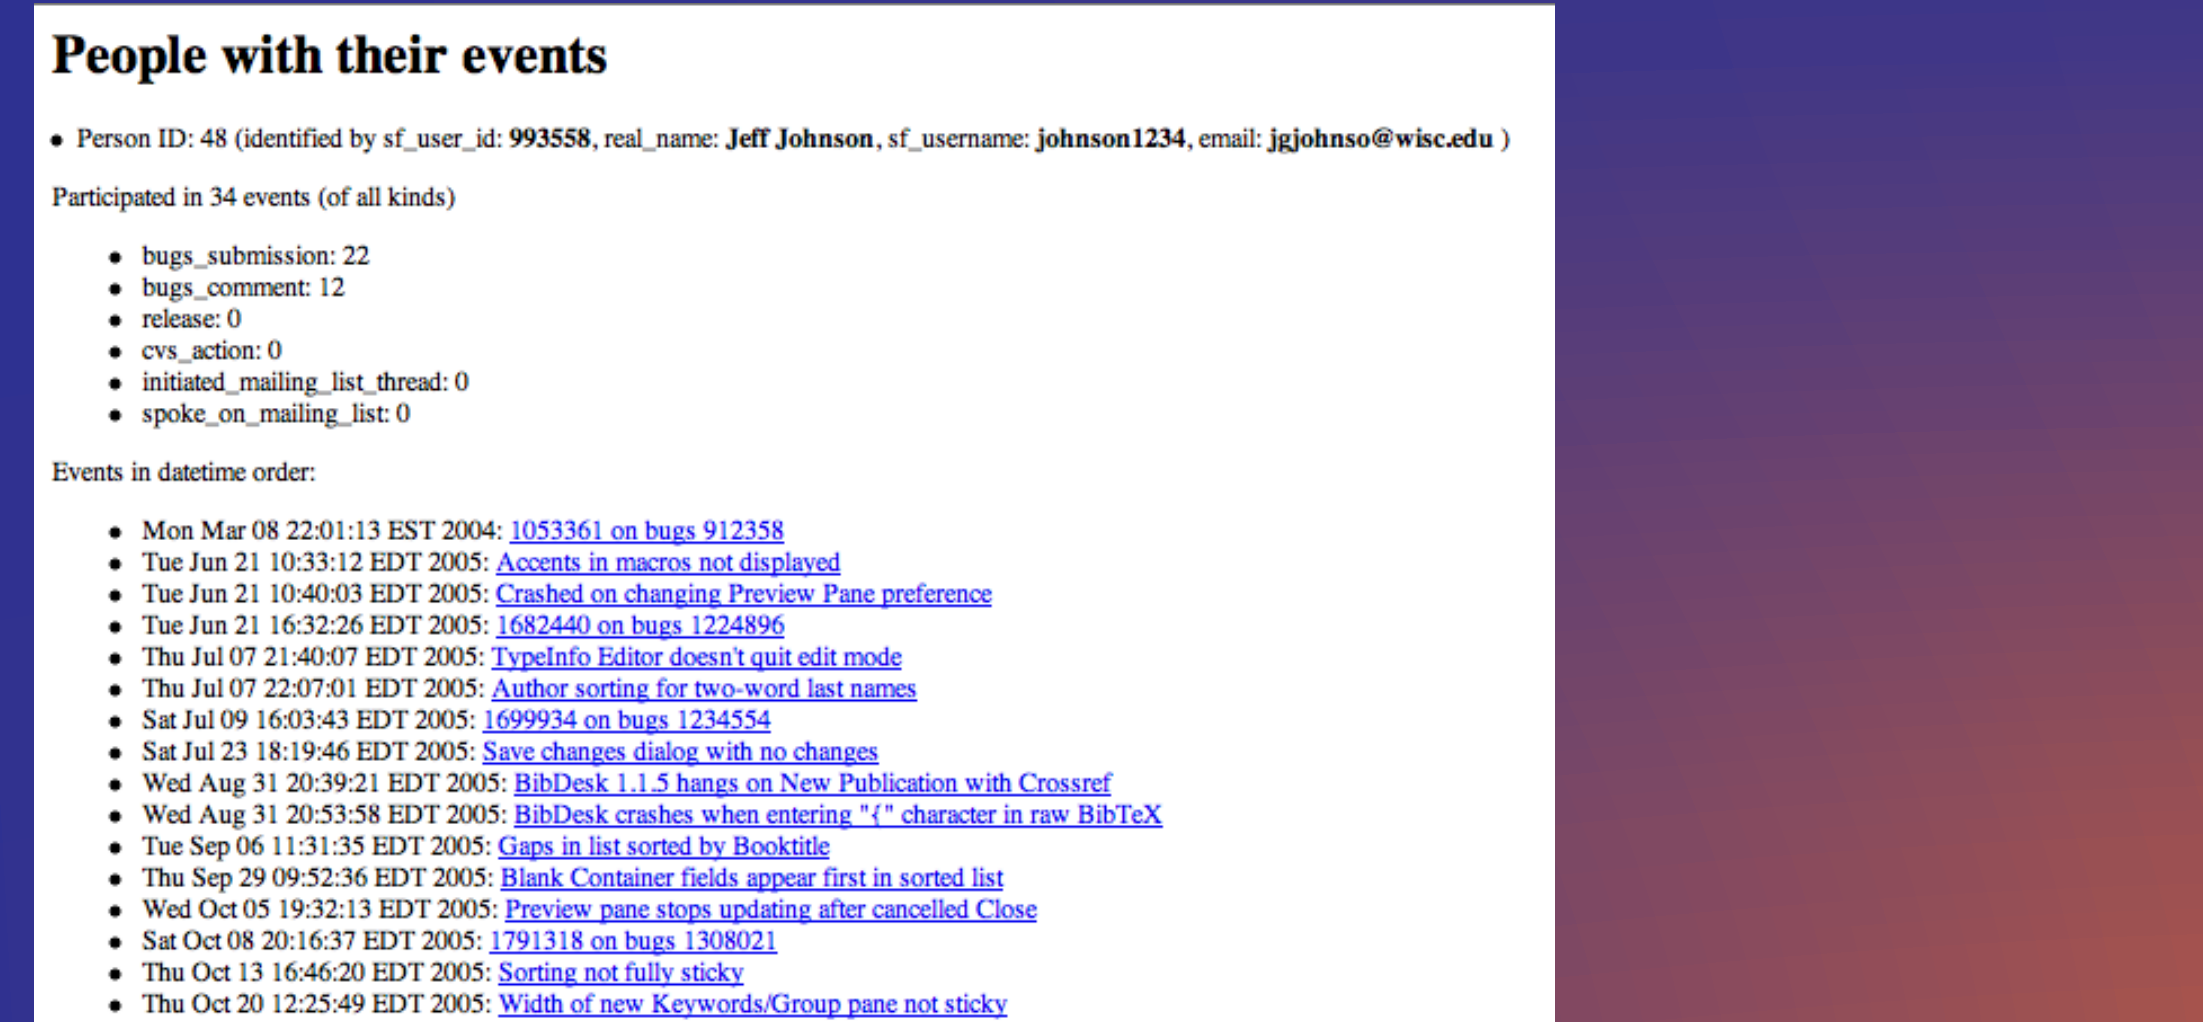 People with their events
• Person ID: 48 (identified by sf_user_id: 993558, real_name: Jeff Johnson, sf_username: johnson1234, email: jgjohnso@wisc.edu )
Participated in 34 events (of all kinds)
• bugs_submission: 22
• bugs_comment: 12
• release: 0
• cvs_action: 0
• initiated_mailing_list_thread: 0
• spoke_on_mailing_list: 0
Events in datetime order:
• Mon Mar 08 22:01:13 EST 2004: 1053361 on bugs 912358
• Tue Jun 21 10:33:12 EDT 2005: Accents in macros not displayed
• Tue Jun 21 10:40:03 EDT 2005: Crashed on changing Preview Pane preference
• Tue Jun 21 16:32:26 EDT 2005: 1682440 on bugs 1224896
• Thu Jul 07 21:40:07 EDT 2005: TypeInfo Editor doesn't quit edit mode
• Thu Jul 07 22:07:01 EDT 2005: Author sorting for two-word last names
• Sat Jul 09 16:03:43 EDT 2005: 1699934 on bugs 1234554
• Sat Jul 23 18:19:46 EDT 2005: Save changes dialog with no changes
• Wed Aug 31 20:39:21 EDT 2005: BibDesk 1.1.5 hangs on New Publication with Crossref
• Wed Aug 31 20:53:58 EDT 2005: BibDesk crashes when entering "{" character in raw BibTeX
• Tue Sep 06 11:31:35 EDT 2005: Gaps in list sorted by Booktitle
• Thu Sep 29 09:52:36 EDT 2005: Blank Container fields appear first in sorted list
• Wed Oct 05 19:32:13 EDT 2005: Preview pane stops updating after cancelled Close
• Sat Oct 08 20:16:37 EDT 2005: 1791318 on bugs 1308021
• Thu Oct 13 16:46:20 EDT 2005: Sorting not fully sticky
• Thu Oct 20 12:25:49 EDT 2005: Width of new Keywords/Group pane not sticky